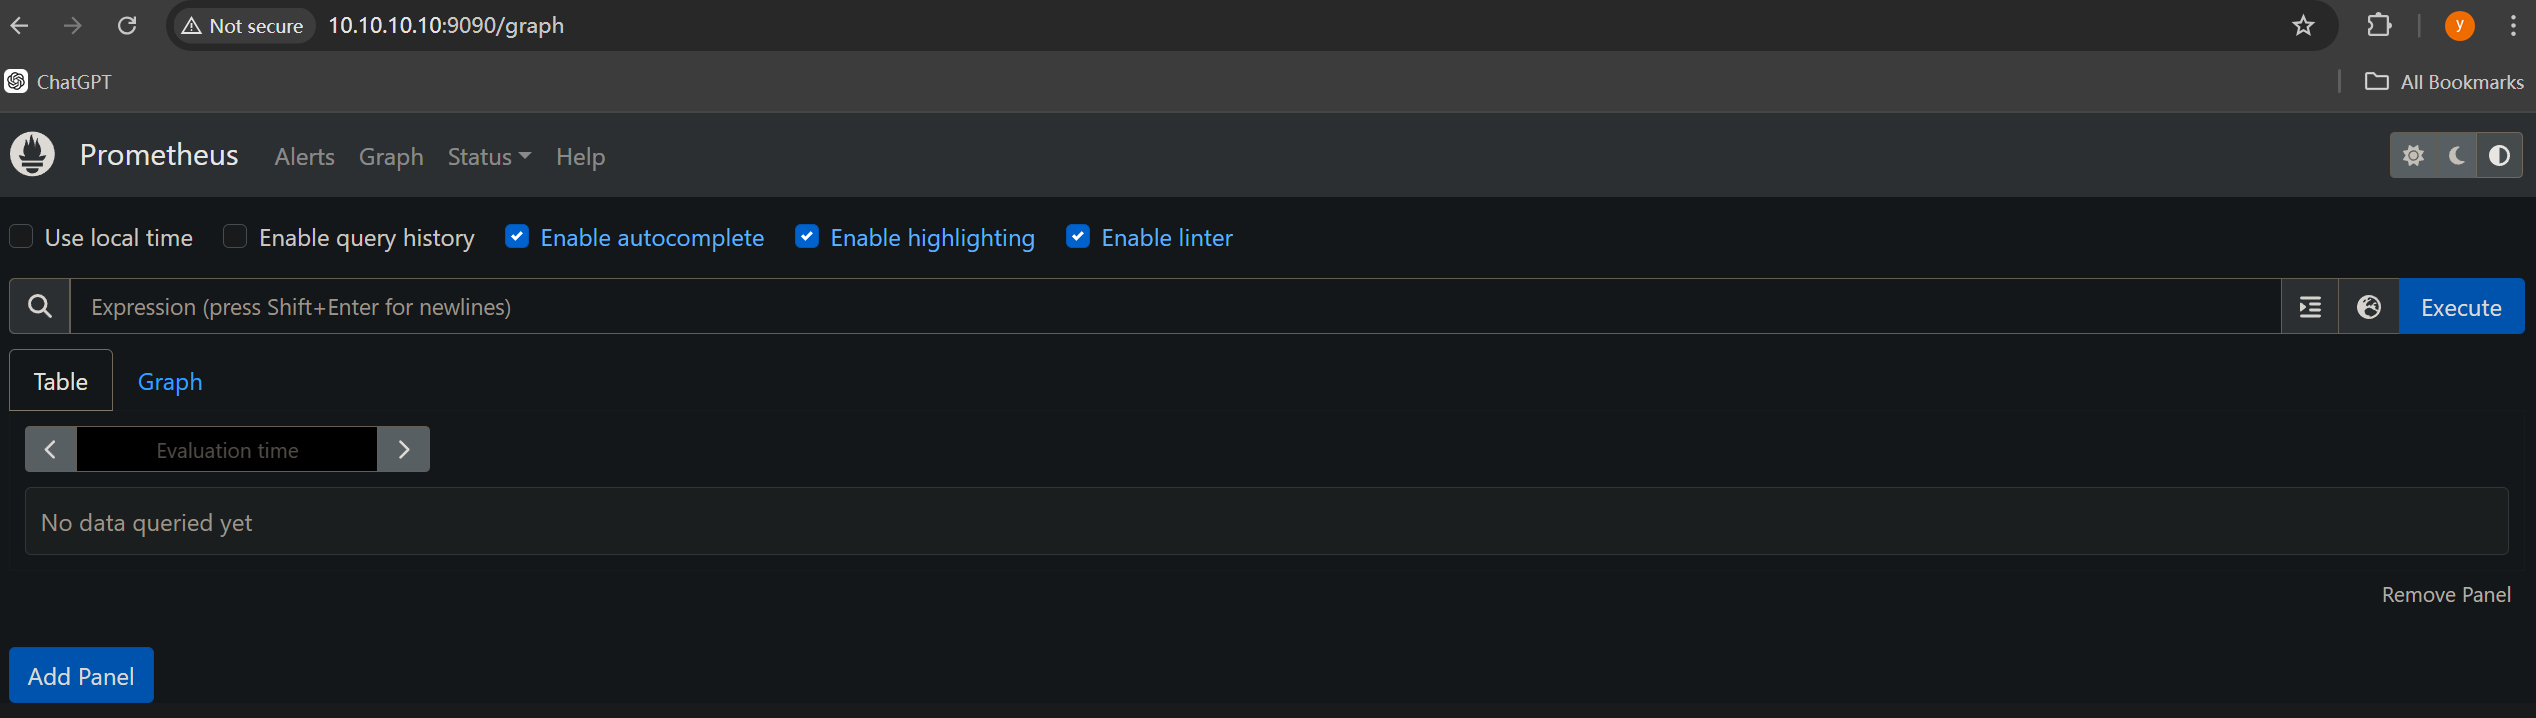 Not secure 10.10.10.10:9090/graph y
ChatGPT All Bookmarks
Prometheus Alerts Graph Status Help
Use local time Enable query history Enable autocomplete Enable highlighting Enable linter
Expression (press Shift+Enter for newlines) Execute
Table Graph
Evaluation time
No data queried yet
Remove Panel
Add Panel